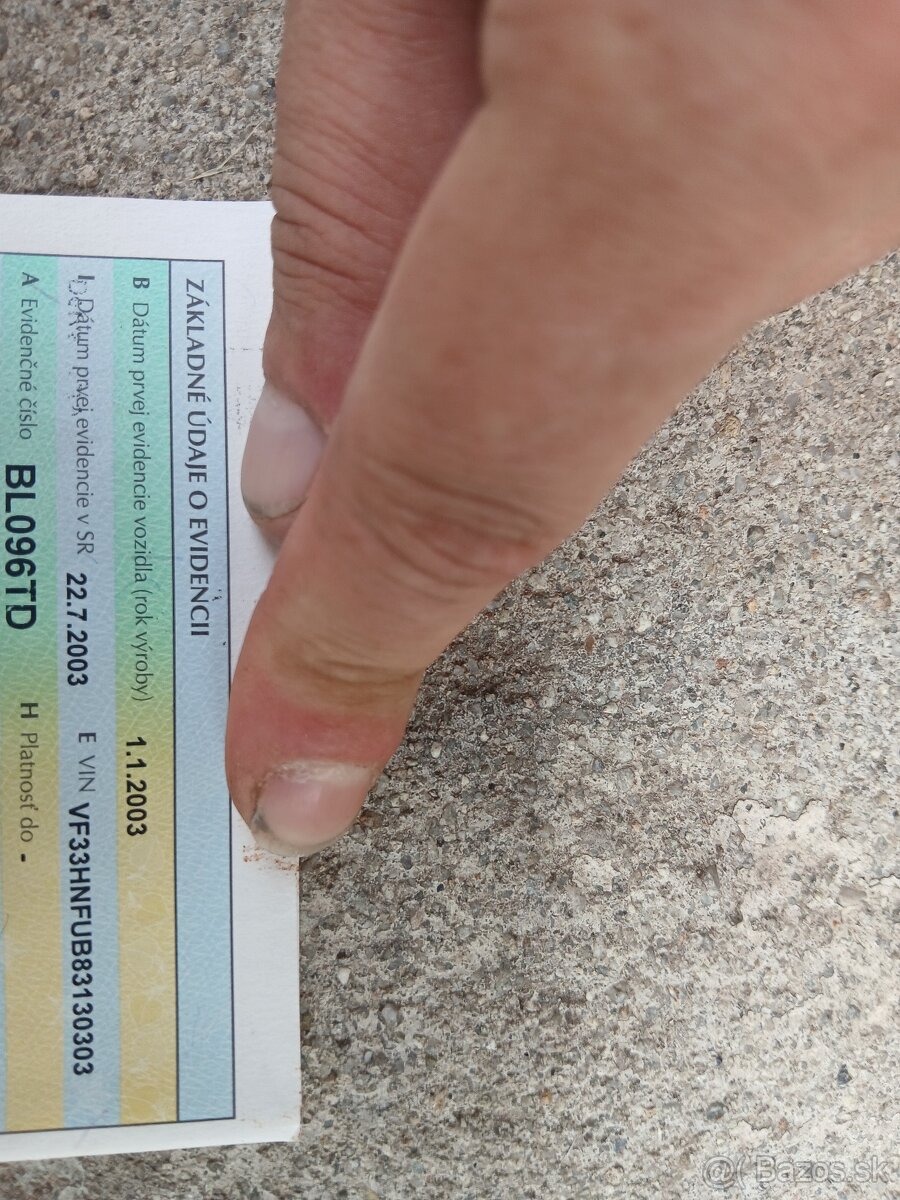 ZÁKLADNÉ ÚDAJE O EVIDENCII
B Dátum prvej evidencie vozidla (rok výroby) 1.1.2003
I Dátum prvej evidencie v SR 22.7.2003 E VIN VF33HNFUB83130303
A Evidenčné číslo BL096TD H Platnosť do -
Bazos.sk